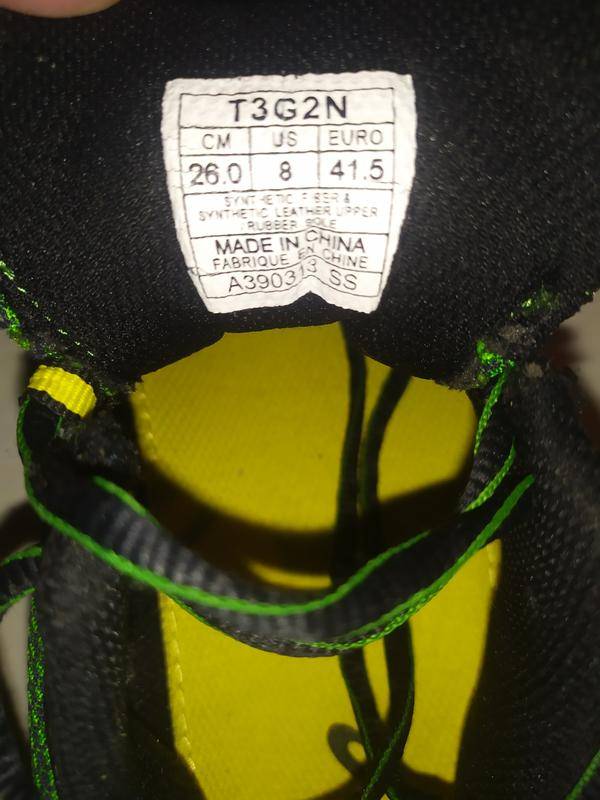 T3G2N
CM US EURO
26.0 8 41.5
SYNTHETIC FIBER &
SYNTHETIC LEATHER UPPER
/ RUBBER SOLE
MADE IN CHINA
FABRIQUE EN CHINE
A390313 SS